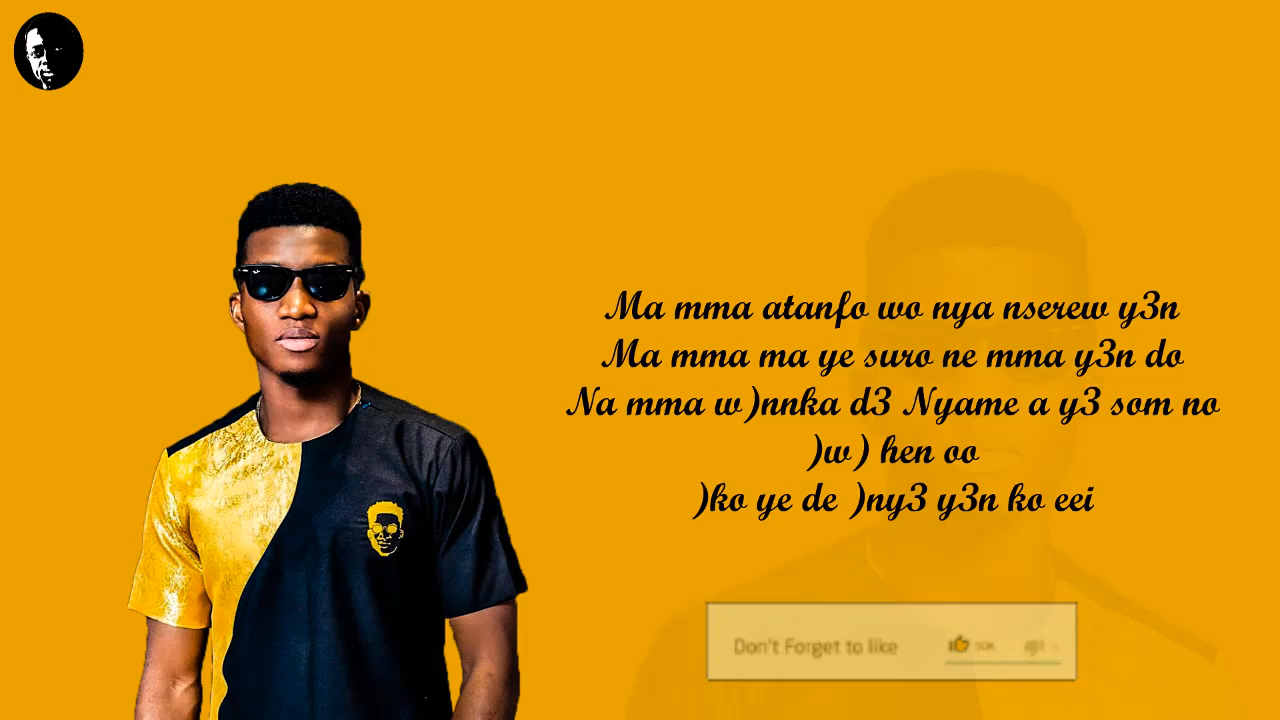 Ma mma atanfo wo nya nserew y3n
Ma mma ma ye suro ne mma y3n do
Na mma w)nnka d3 Nyame a y3 som no
)w) hen oo
)ko ye de )ny3 y3n ko eei
Don't Forget to like
50K